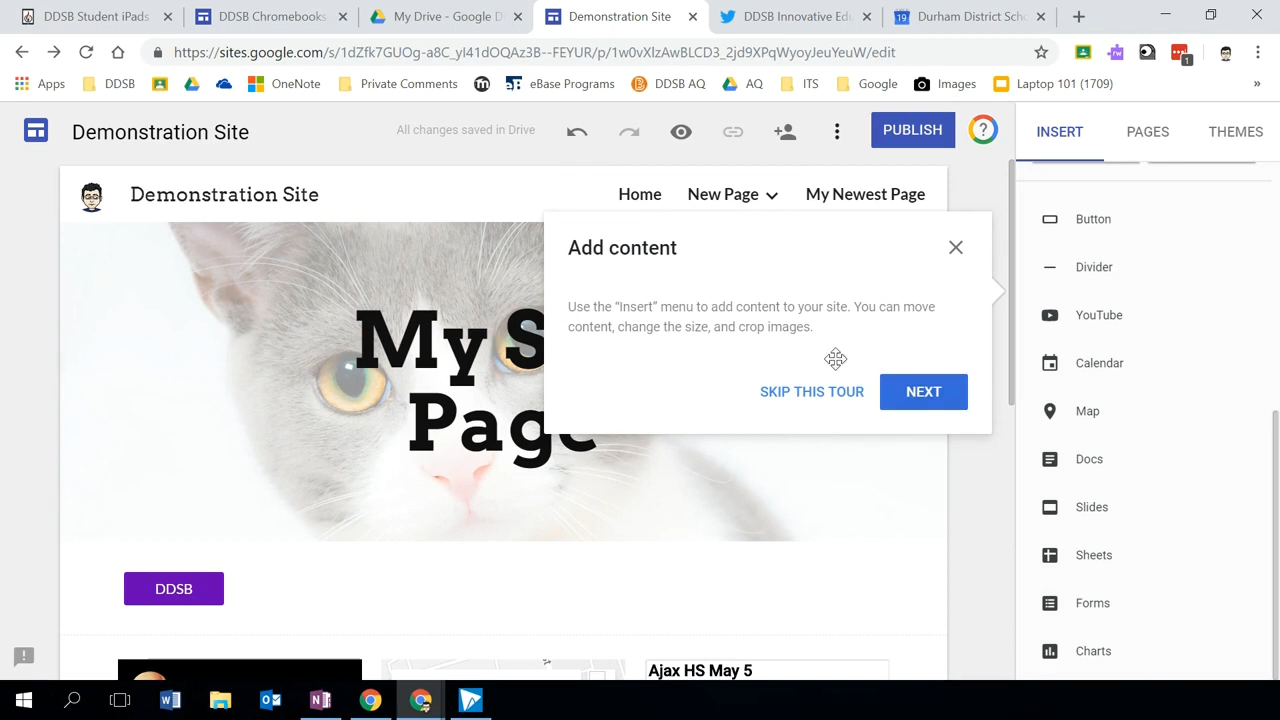 DDSB Student iPads
DDSB Chromebooks
My Drive - Google D
Demonstration Site
DDSB Innovative Edu
19
Durham District Scho
https://sites.google.com/s/1dZfk7GUOg-a8C_yl41dOQAz3B--FEYUR/p/1w0vXlzAwBLCD3_2jd9XPqWyoyJeuYeuW/edit
1
Apps
DDSB
OneNote
Private Comments
eBase Programs
DDSB AQ
AQ
ITS
Google
Images
Laptop 101 (1709)
»
Demonstration Site
All changes saved in Drive
PUBLISH
?
INSERT
PAGES
THEMES
Demonstration Site
Home
New Page
My Newest Page
Add content
Use the “Insert” menu to add content to your site. You can move
content, change the size, and crop images.
SKIP THIS TOUR
NEXT
My S
Page
DDSB
Ajax HS May 5
Button
Divider
YouTube
Calendar
Map
Docs
Slides
Sheets
Forms
Charts